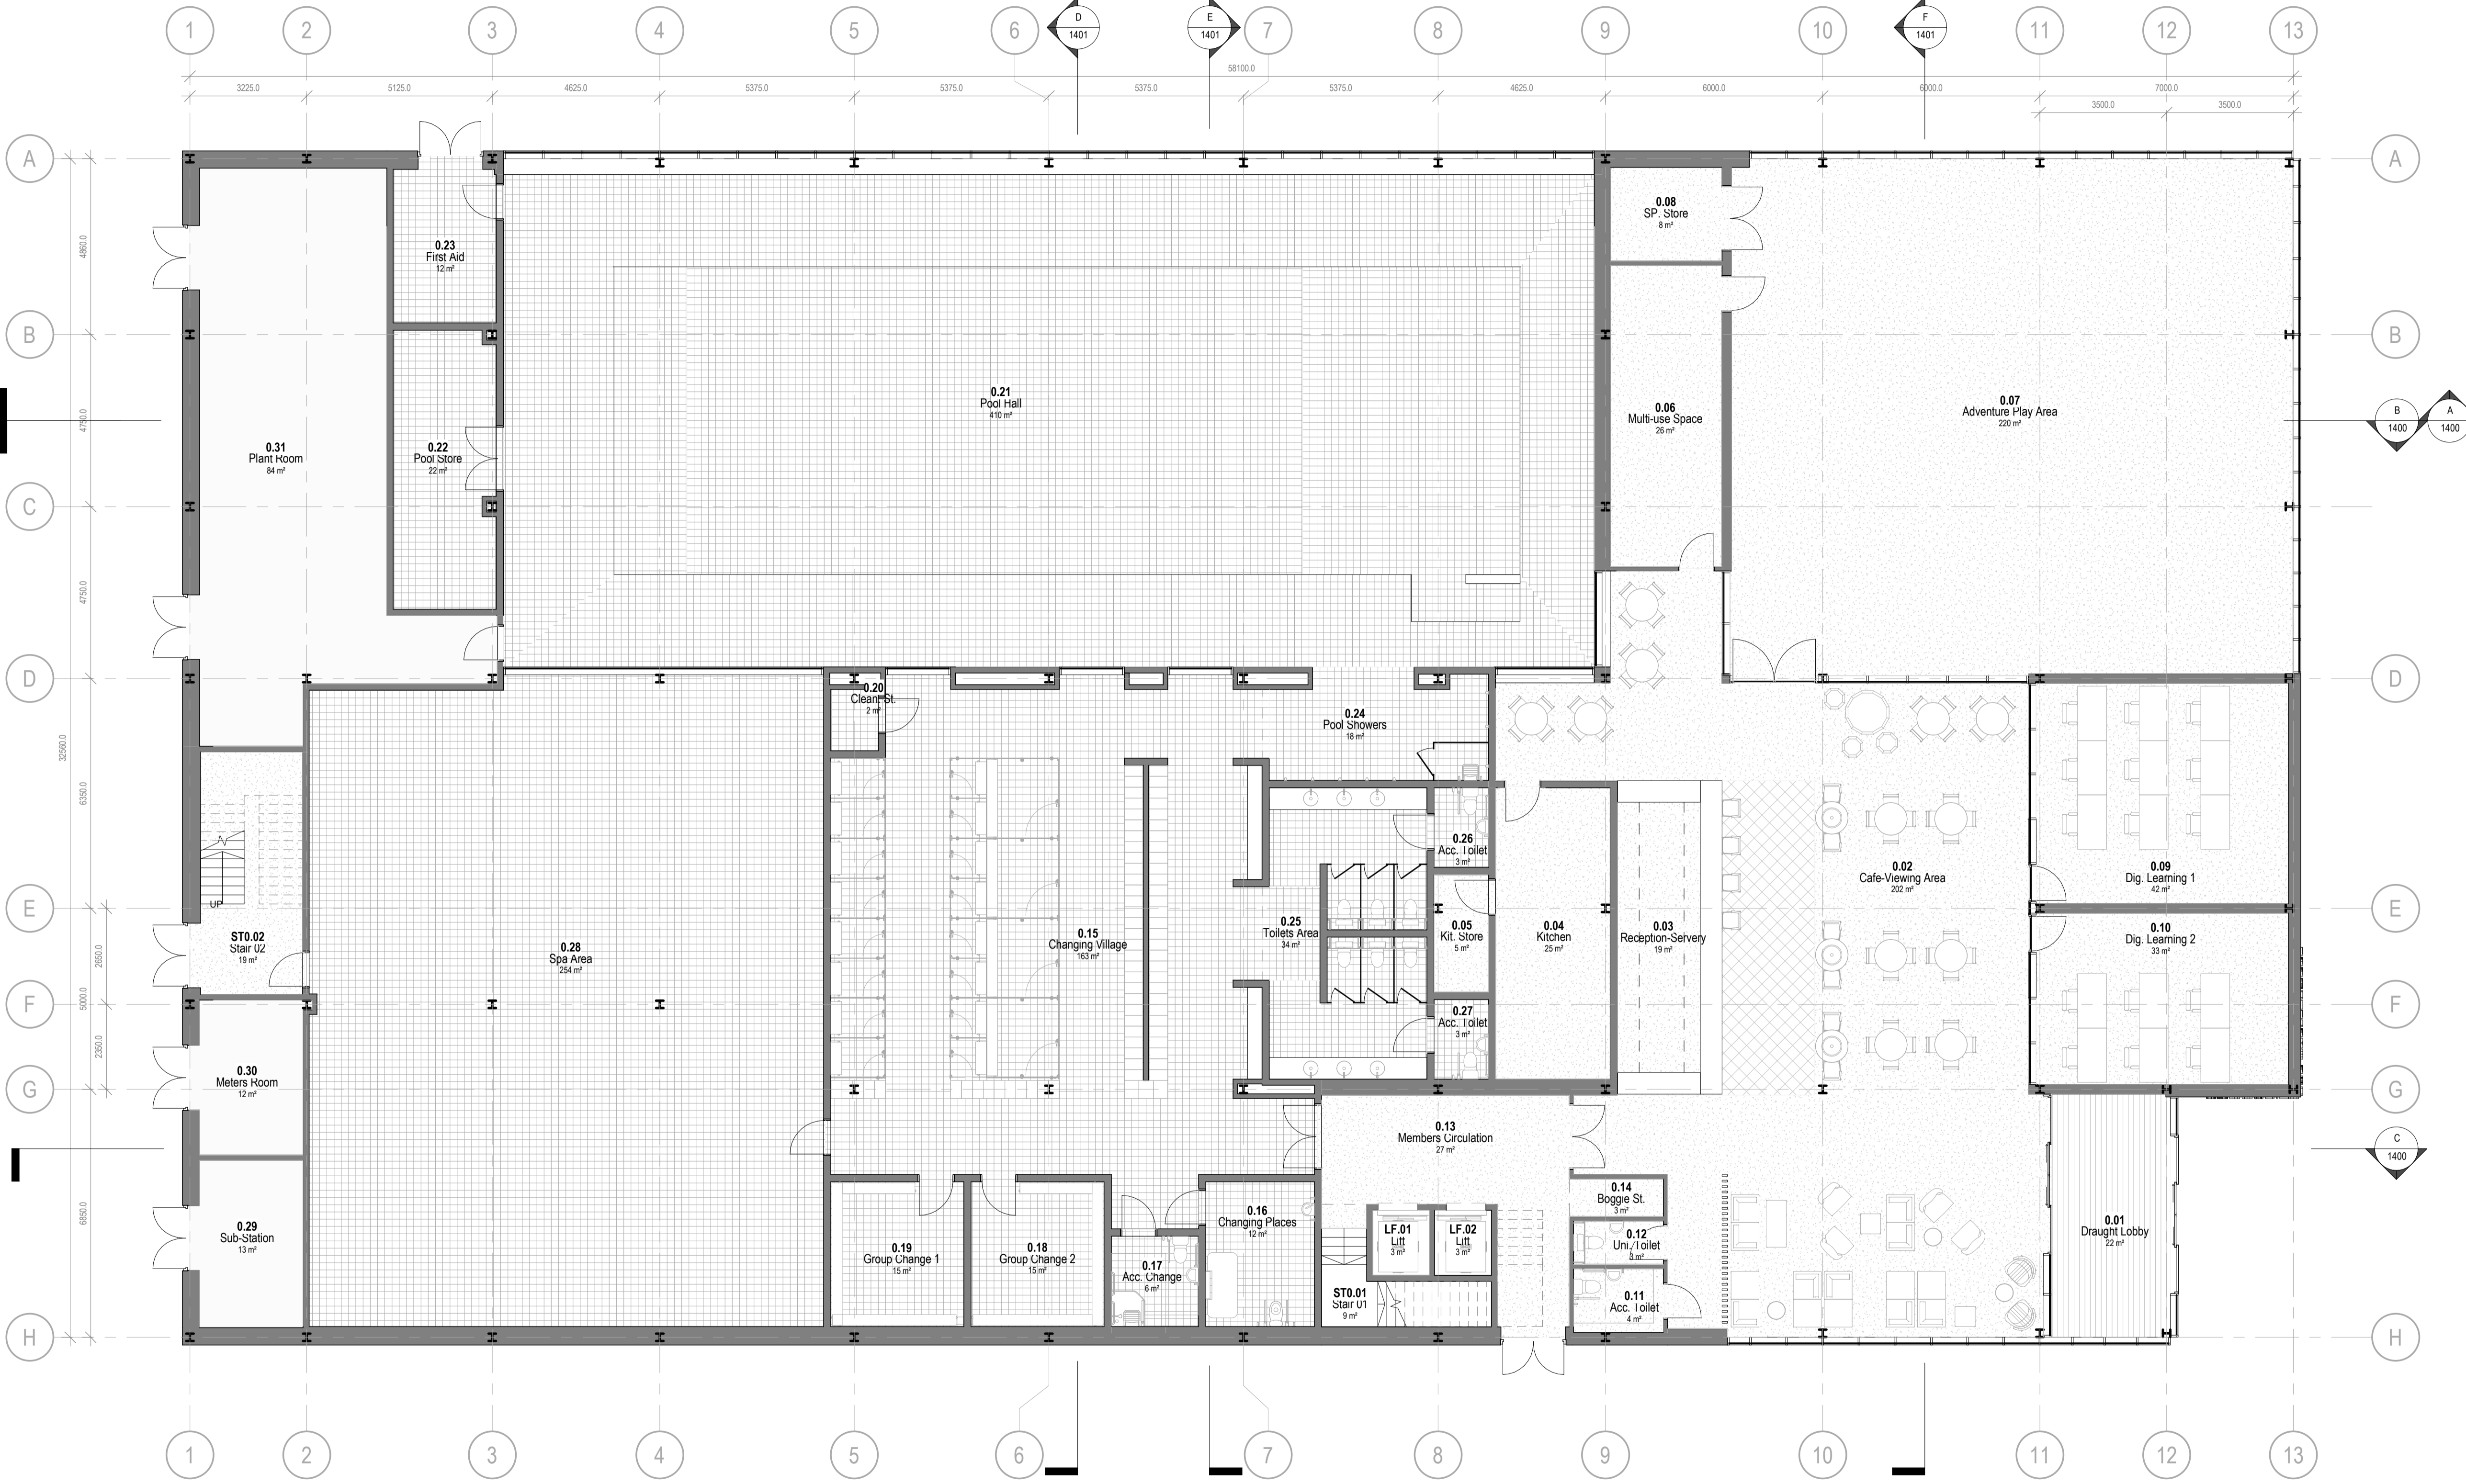 D
1401
E
1401
F
1401
1
2
3
4
5
6
7
8
9
10
11
12
13
58100.0
3225.0
5125.0
4625.0
5375.0
5375.0
5375.0
5375.0
4625.0
6000.0
6000.0
7000.0
3500.0
3500.0
A
A
0.08
SP. Store
8 m²
0.23
First Aid
12 m²
4860.0
B
B
0.21
Pool Hall
410 m²
0.06
Multi-use Space
26 m²
0.07
Adventure Play Area
220 m²
B
1400
A
1400
4750.0
0.31
Plant Room
84 m²
0.22
Pool Store
22 m²
C
C
4750.0
D
D
0.20
Clean. St.
2 m²
0.24
Pool Showers
18 m²
32560.0
6350.0
0.26
Acc. Toilet
3 m²
0.02
Cafe-Viewing Area
202 m²
0.09
Dig. Learning 1
42 m²
UP
E
E
ST0.02
Stair 02
19 m²
0.28
Spa Area
254 m²
0.15
Changing Village
163 m²
0.25
Toilets Area
34 m²
0.05
Kit. Store
5 m²
0.04
Kitchen
25 m²
0.03
Reception-Servery
19 m²
0.10
Dig. Learning 2
33 m²
2650.0
5000.0
F
F
0.27
Acc. Toilet
3 m²
2350.0
0.30
Meters Room
12 m²
G
G
0.13
Members Circulation
27 m²
C
1400
6850.0
0.14
Boggie St.
3 m²
0.29
Sub-Station
13 m²
0.19
Group Change 1
15 m²
0.18
Group Change 2
15 m²
0.17
Acc. Change
6 m²
0.16
Changing Places
12 m²
LF.01
Lift
3 m²
LF.02
Lift
3 m²
0.12
Uni./Toilet
3 m²
0.01
Draught Lobby
22 m²
ST0.01
Stair 01
9 m²
0.11
Acc. Toilet
4 m²
H
H
1
2
3
4
5
6
7
8
9
10
11
12
13